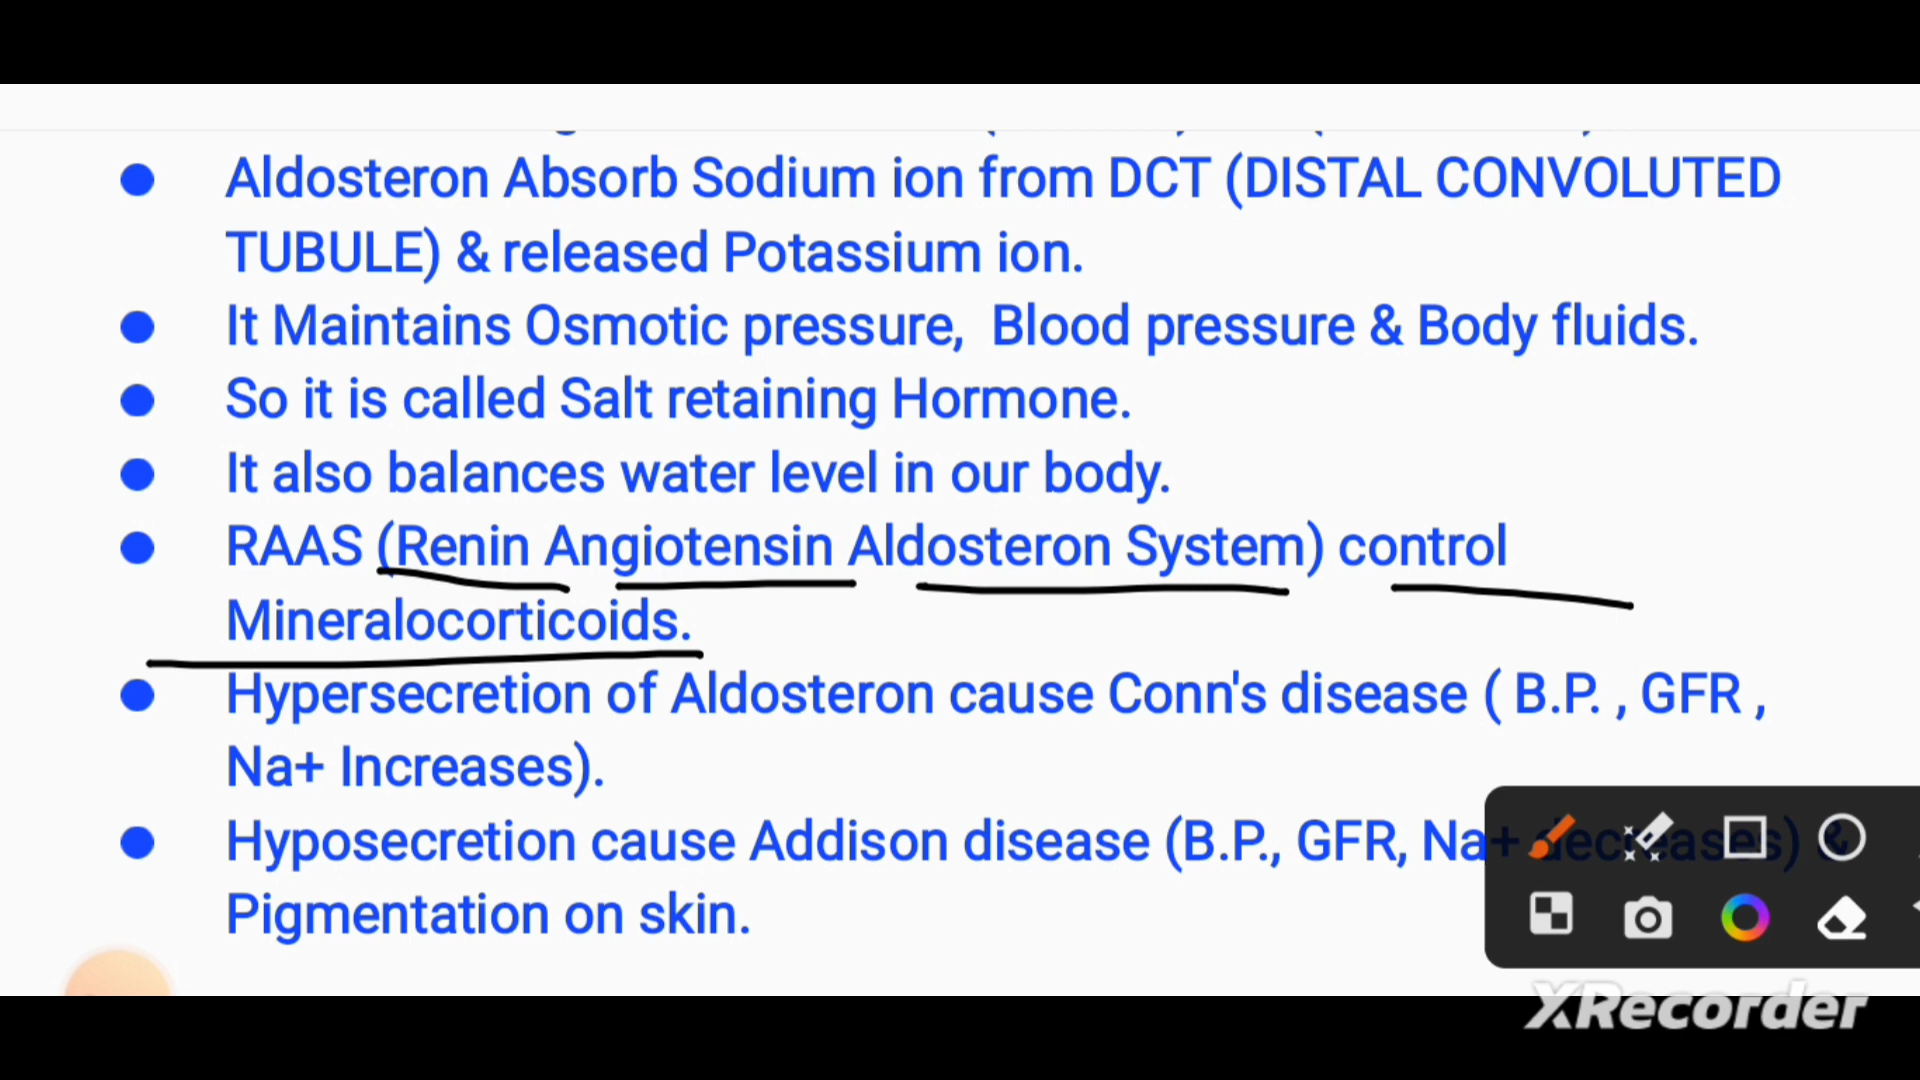 Aldosteron Absorb Sodium ion from DCT (DISTAL CONVOLUTED
TUBULE) & released Potassium ion.
It Maintains Osmotic pressure, Blood pressure & Body fluids.
So it is called Salt retaining Hormone.
It also balances water level in our body.
RAAS (Renin Angiotensin Aldosteron System) control
Mineralocorticoids.
Hypersecretion of Aldosteron cause Conn's disease ( B.P. , GFR ,
Na+ Increases).
Hyposecretion cause Addison disease (B.P., GFR, Na+ decreases) &
Pigmentation on skin.
XRecorder